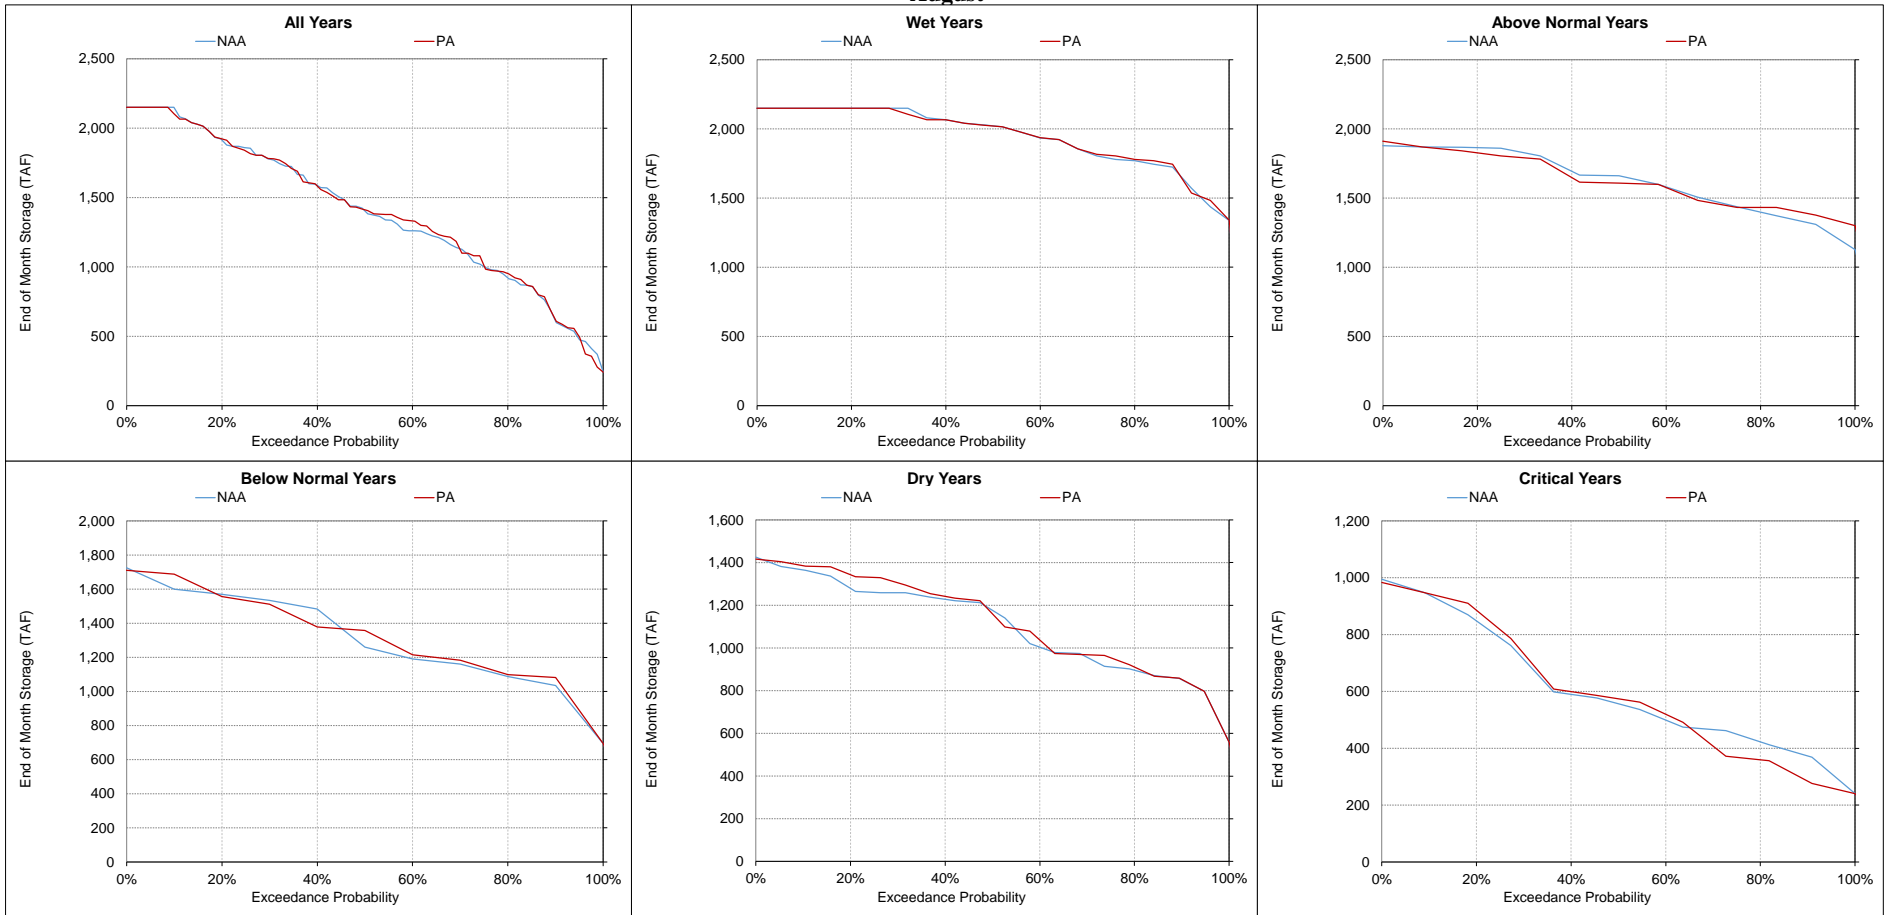 August
All Years
NAA PA
2,500
2,000
1,500
1,000
500
0
0% 20% 40% 60% 80% 100%
End of Month Storage (TAF)
Exceedance Probability
Wet Years
NAA PA
2,500
2,000
1,500
1,000
500
0
0% 20% 40% 60% 80% 100%
End of Month Storage (TAF)
Exceedance Probability
Above Normal Years
NAA PA
2,500
2,000
1,500
1,000
500
0
0% 20% 40% 60% 80% 100%
End of Month Storage (TAF)
Exceedance Probability
Below Normal Years
NAA PA
2,000
1,800
1,600
1,400
1,200
1,000
800
600
400
200
0
0% 20% 40% 60% 80% 100%
End of Month Storage (TAF)
Exceedance Probability
Dry Years
NAA PA
1,600
1,400
1,200
1,000
800
600
400
200
0
0% 20% 40% 60% 80% 100%
End of Month Storage (TAF)
Exceedance Probability
Critical Years
NAA PA
1,200
1,000
800
600
400
200
0
0% 20% 40% 60% 80% 100%
End of Month Storage (TAF)
Exceedance Probability